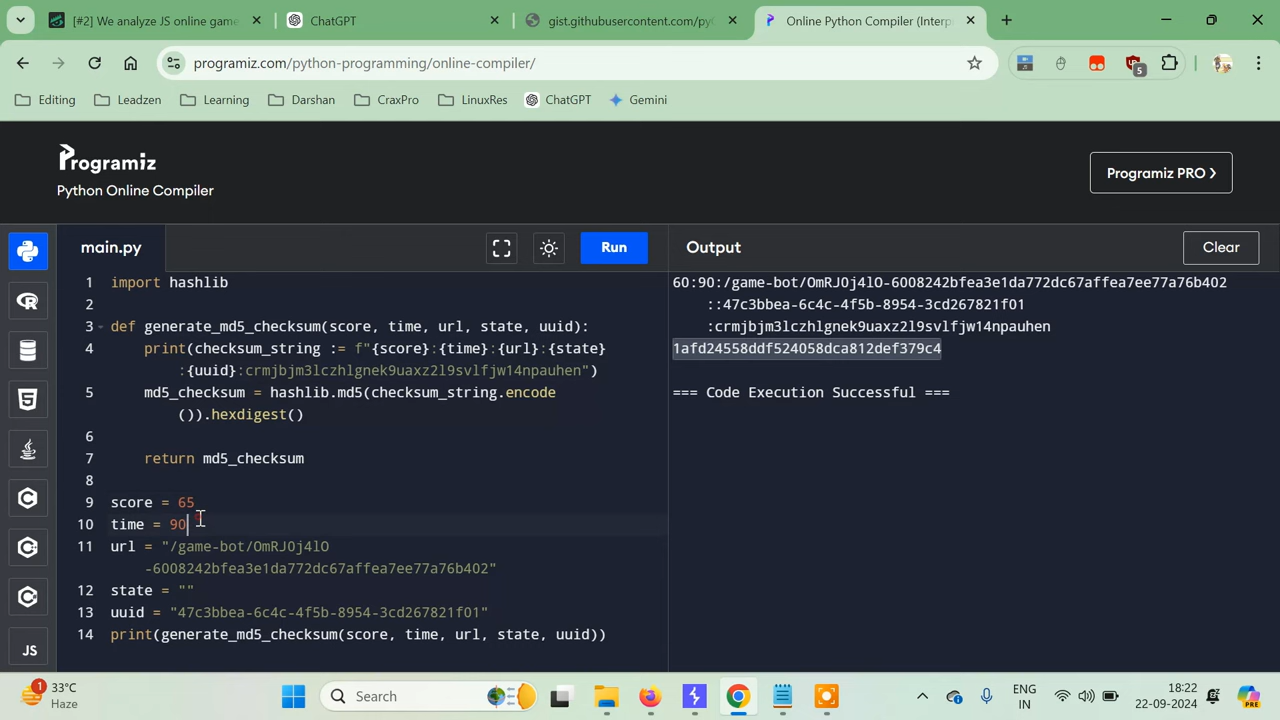 [#2] We analyze JS online game
ChatGPT
gist.githubusercontent.com/py
Online Python Compiler (Interp
programiz.com/python-programming/online-compiler/
5
Editing
Leadzen
Learning
Darshan
CraxPro
LinuxRes
ChatGPT
Gemini
Programiz
Python Online Compiler
Programiz PRO
main.py
Run
Output
Clear
1 import hashlib
2
3 def generate_md5_checksum(score, time, url, state, uuid):
4 print(checksum_string := f"{score}:{time}:{url}:{state}
:{uuid}:crmjbjm3lczhlgnek9uaxz2l9svlfjw14npauhen")
5 md5_checksum = hashlib.md5(checksum_string.encode
()).hexdigest()
6
7 return md5_checksum
8
9 score = 65
10 time = 90
11 url = "/game-bot/OmRJ0j4lO
-6008242bfea3e1da772dc67affea7ee77a76b402"
12 state = ""
13 uuid = "47c3bbea-6c4c-4f5b-8954-3cd267821f01"
14 print(generate_md5_checksum(score, time, url, state, uuid))
60:90:/game-bot/OmRJ0j4lO-6008242bfea3e1da772dc67affea7ee77a76b402
::47c3bbea-6c4c-4f5b-8954-3cd267821f01
:crmjbjm3lczhlgnek9uaxz2l9svlfjw14npauhen
1afd24558ddf524058dca812def379c4
=== Code Execution Successful ===
JS
1
33°C
Haze
Search
ENG
IN
18:22
22-09-2024
PRE